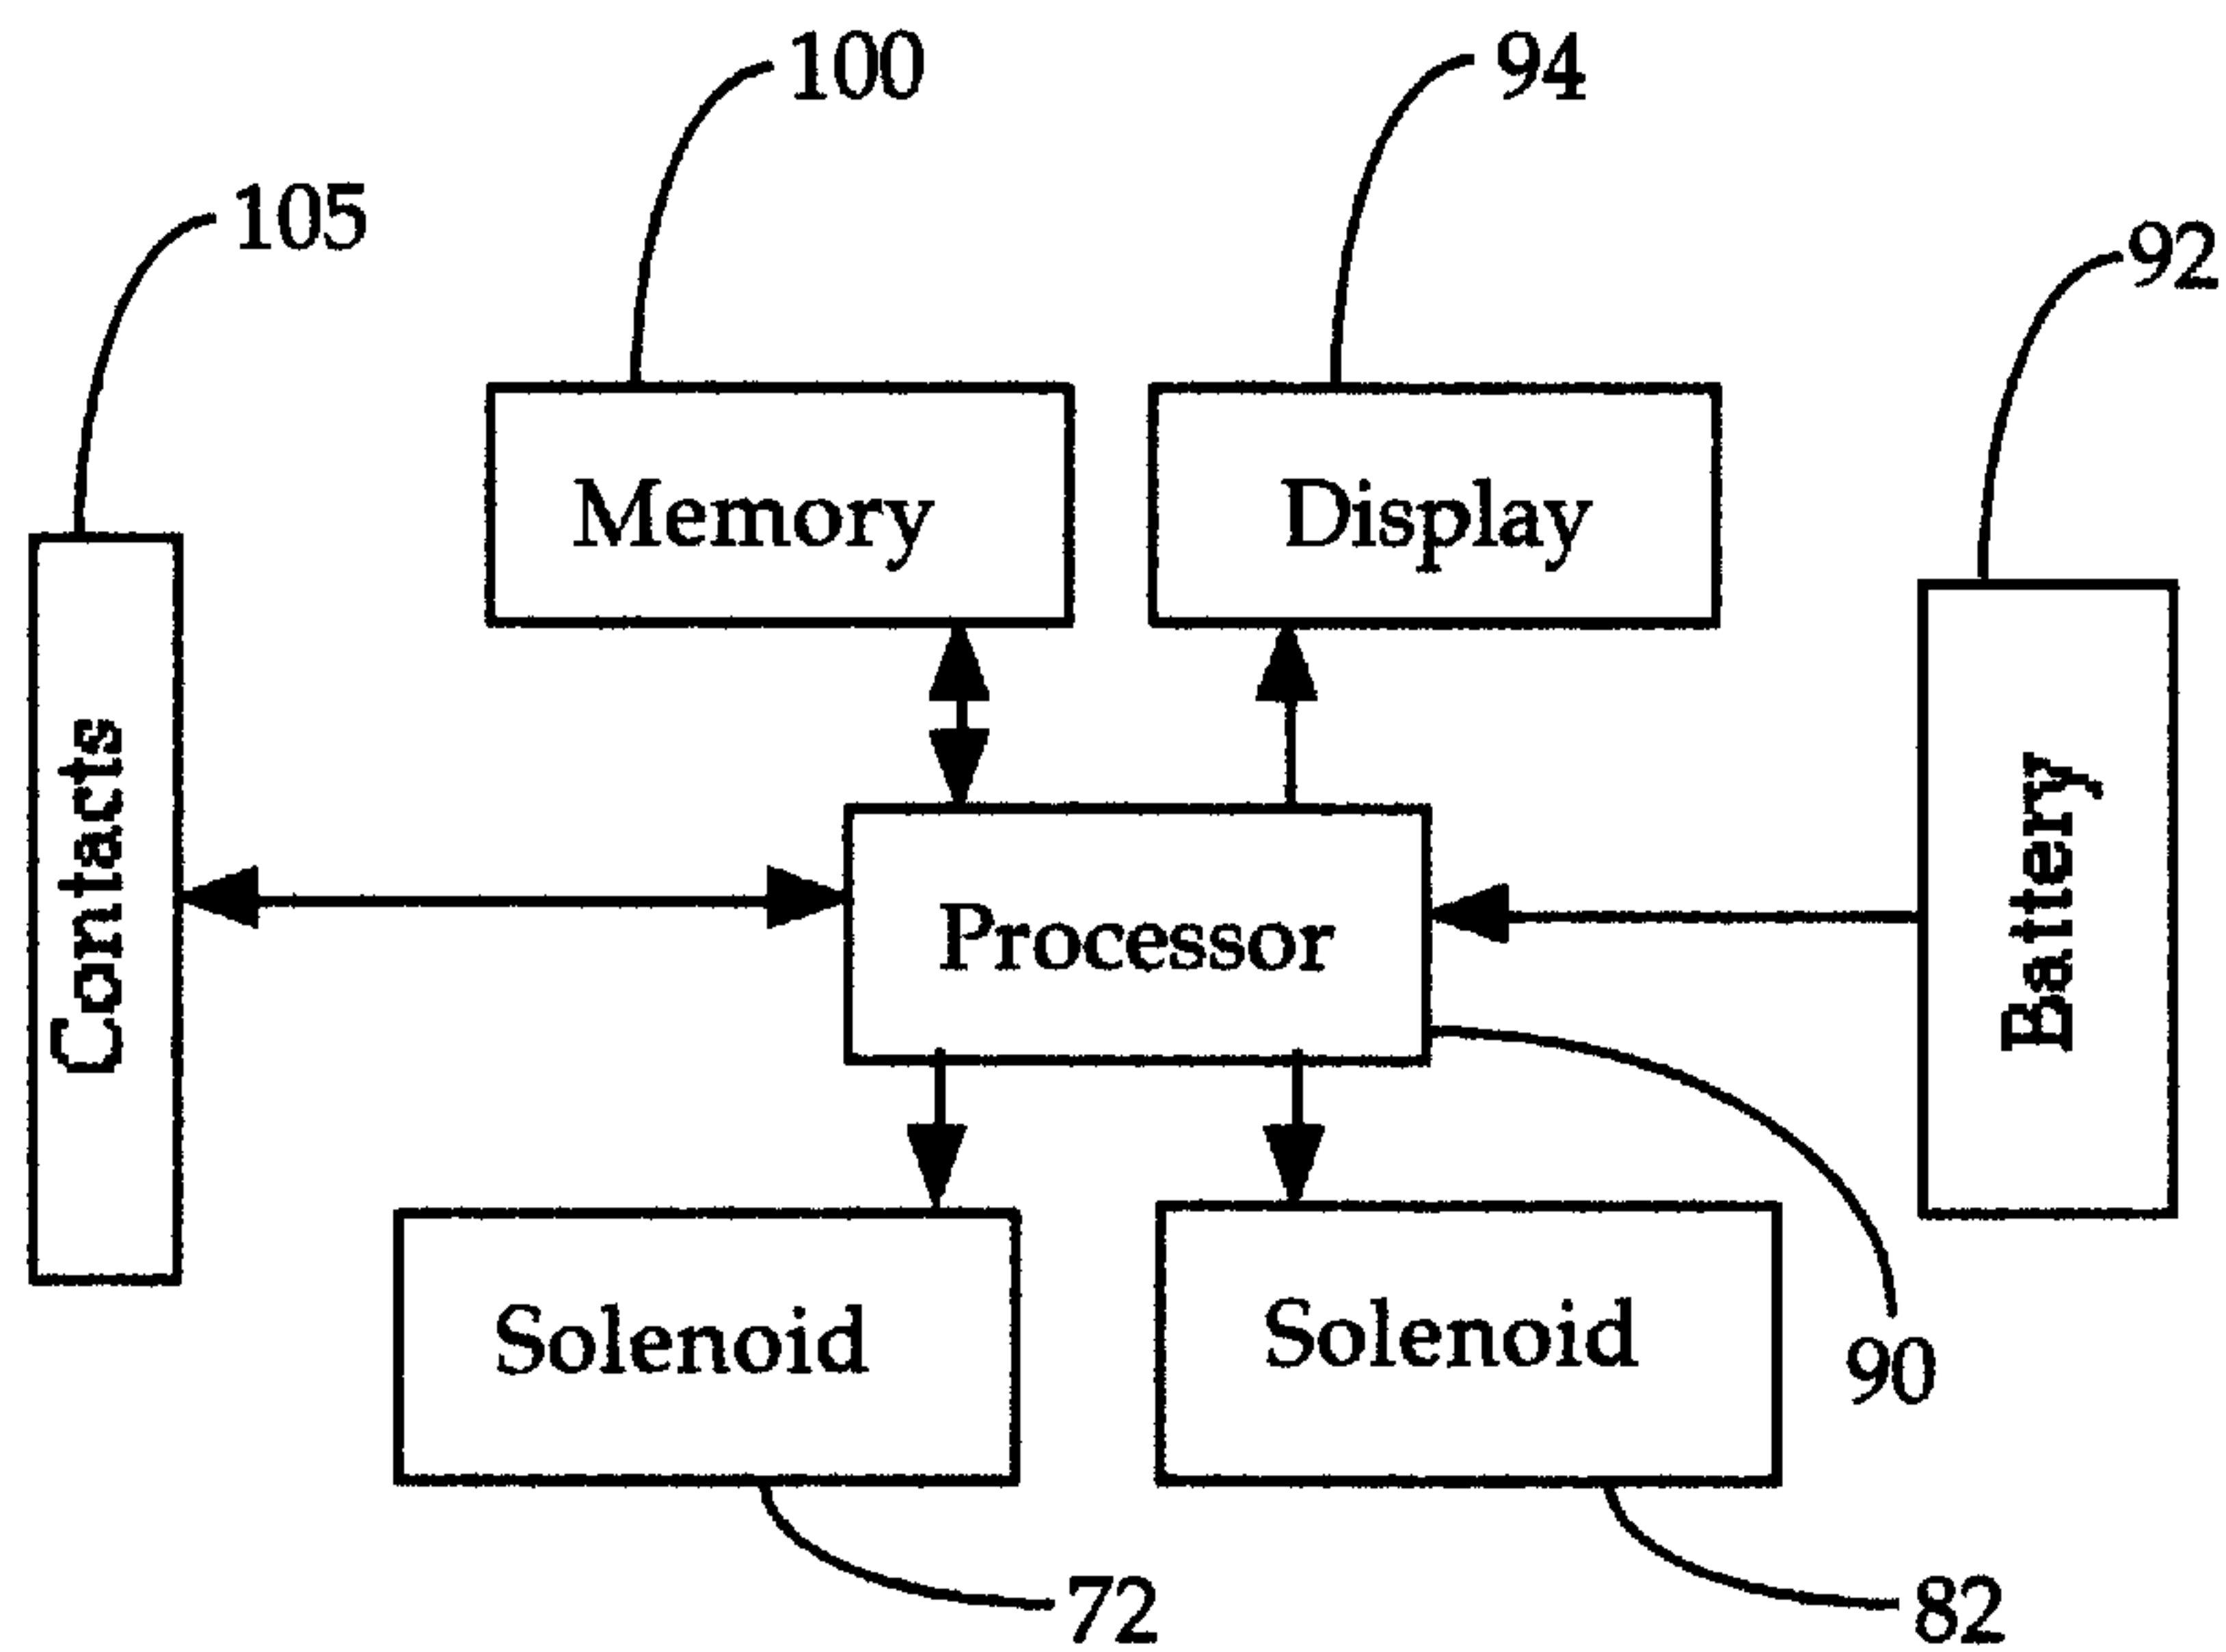 100
94
105
92
Memory
Display
Contacts
Battery
Processor
Solenoid
Solenoid
90
72
82